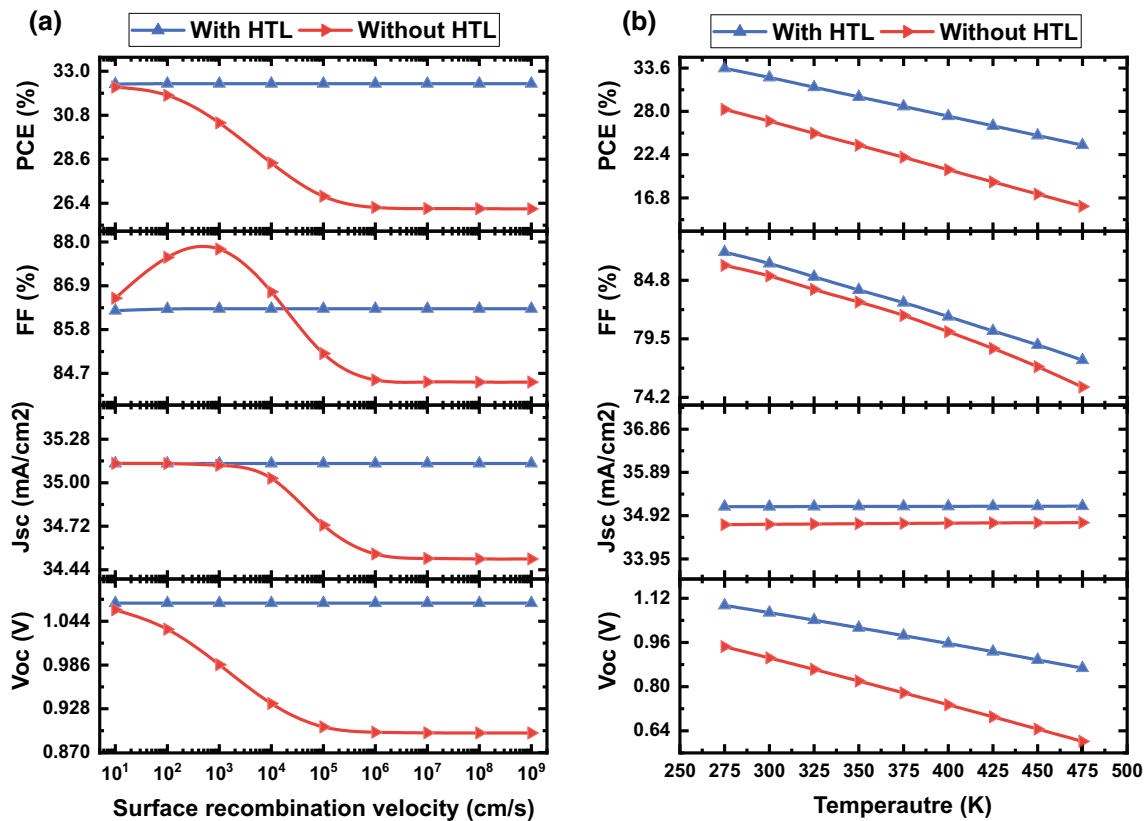 (a)
With HTL Without HTL
PCE (%)
33.0
30.8
28.6
26.4
FF (%)
88.0
86.9
85.8
84.7
Jsc (mA/cm2)
35.28
35.00
34.72
34.44
Voc (V)
1.044
0.986
0.928
0.870
10¹ 10² 10³ 10⁴ 10⁵ 10⁶ 10⁷ 10⁸ 10⁹
Surface recombination velocity (cm/s)
(b)
With HTL Without HTL
PCE (%)
33.6
28.0
22.4
16.8
FF (%)
84.8
79.5
74.2
Jsc (mA/cm2)
36.86
35.89
34.92
33.95
Voc (V)
1.12
0.96
0.80
0.64
250 275 300 325 350 375 400 425 450 475 500
Temperautre (K)